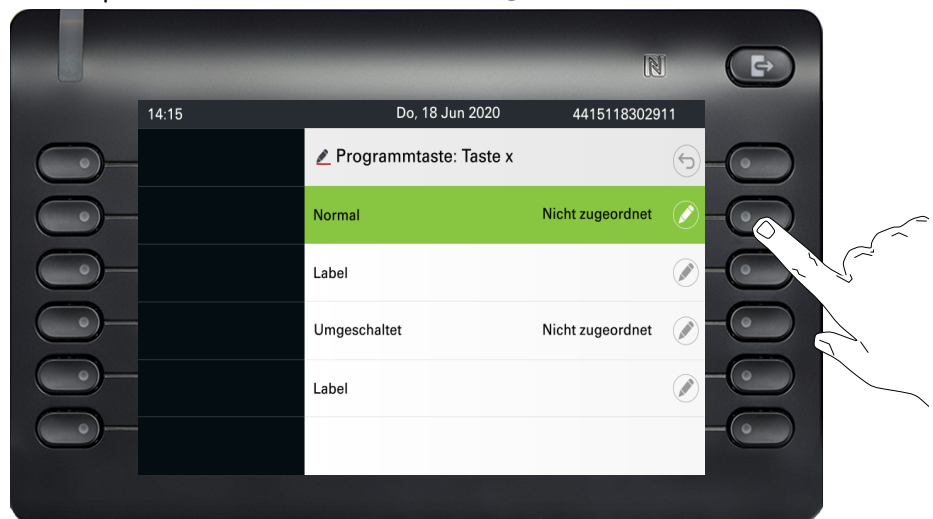 14:15 Do, 18 Jun 2020 4415118302911
Programmtaste: Taste x
Normal Nicht zugeordnet
Label
Umgeschaltet Nicht zugeordnet
Label